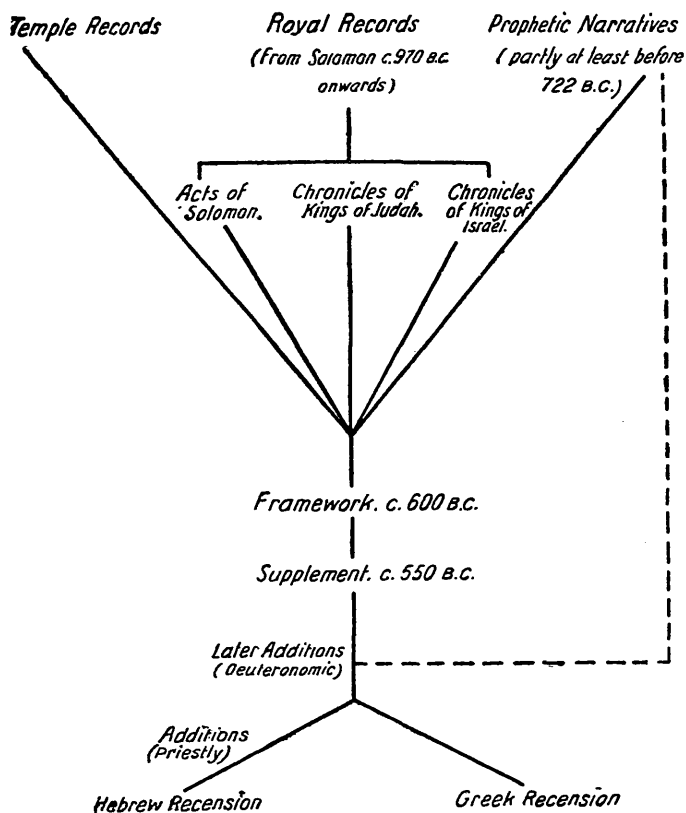 Temple Records
Royal Records
(From Solomon c.970 B.C.
onwards)
Prophetic Narratives
(partly at least before
722 B.C.)
Acts of
Solomon.
Chronicles of
Kings of Judah.
Chronicles
of Kings of
Israel.
Framework. c. 600 B.C.
Supplement. c. 550 B.C.
Later Additions
(Deuteronomic)
Additions
(Priestly)
Hebrew Recension
Greek Recension